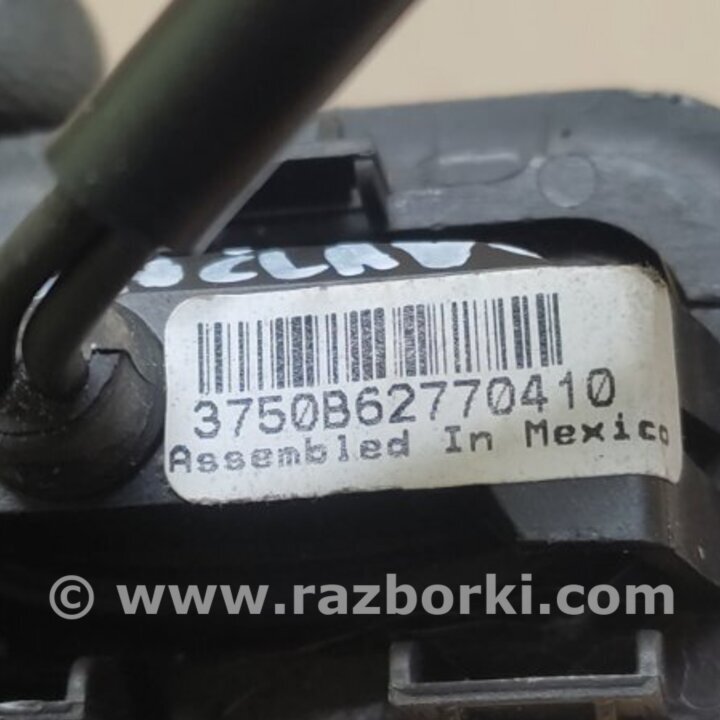 3750B62770410
Assembled In Mexico
© www.razborki.com